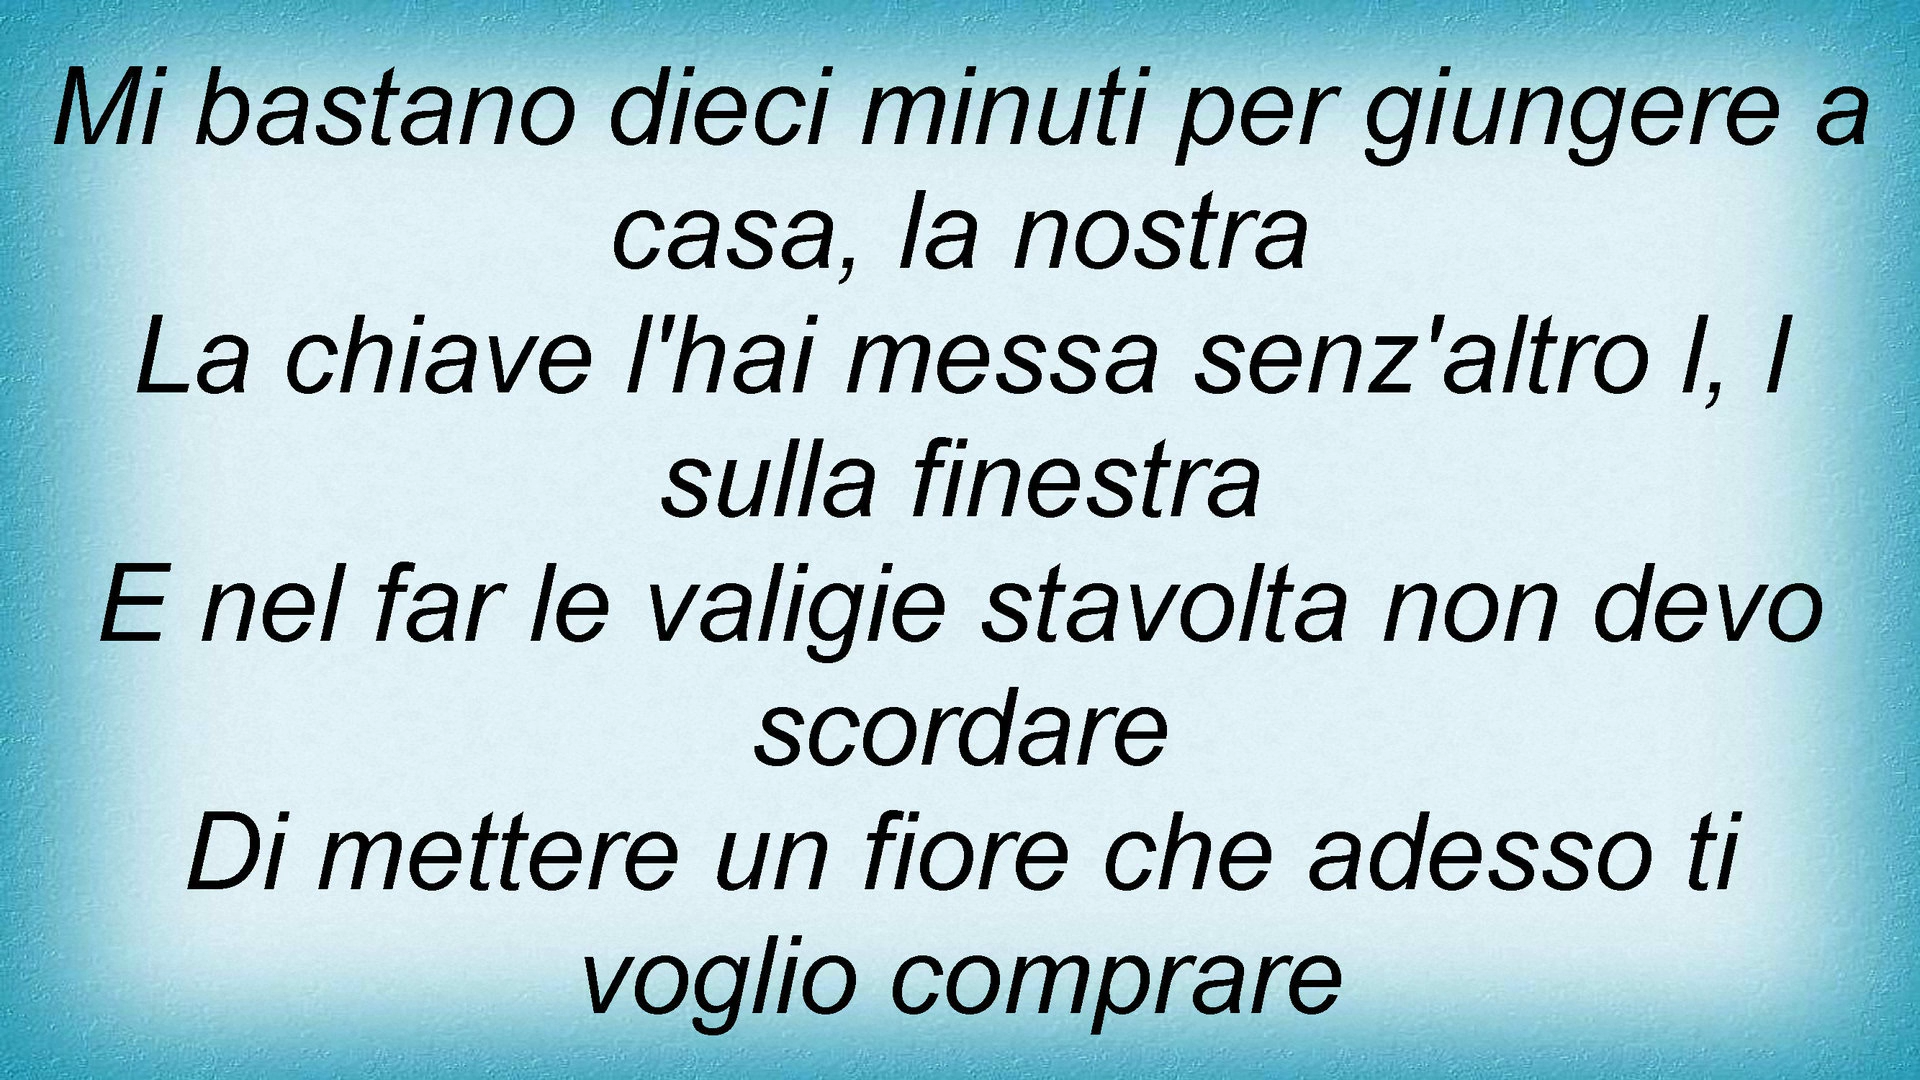 Mi bastano dieci minuti per giungere a
casa, la nostra
La chiave l'hai messa senz'altro l, l
sulla finestra
E nel far le valigie stavolta non devo
scordare
Di mettere un fiore che adesso ti
voglio comprare